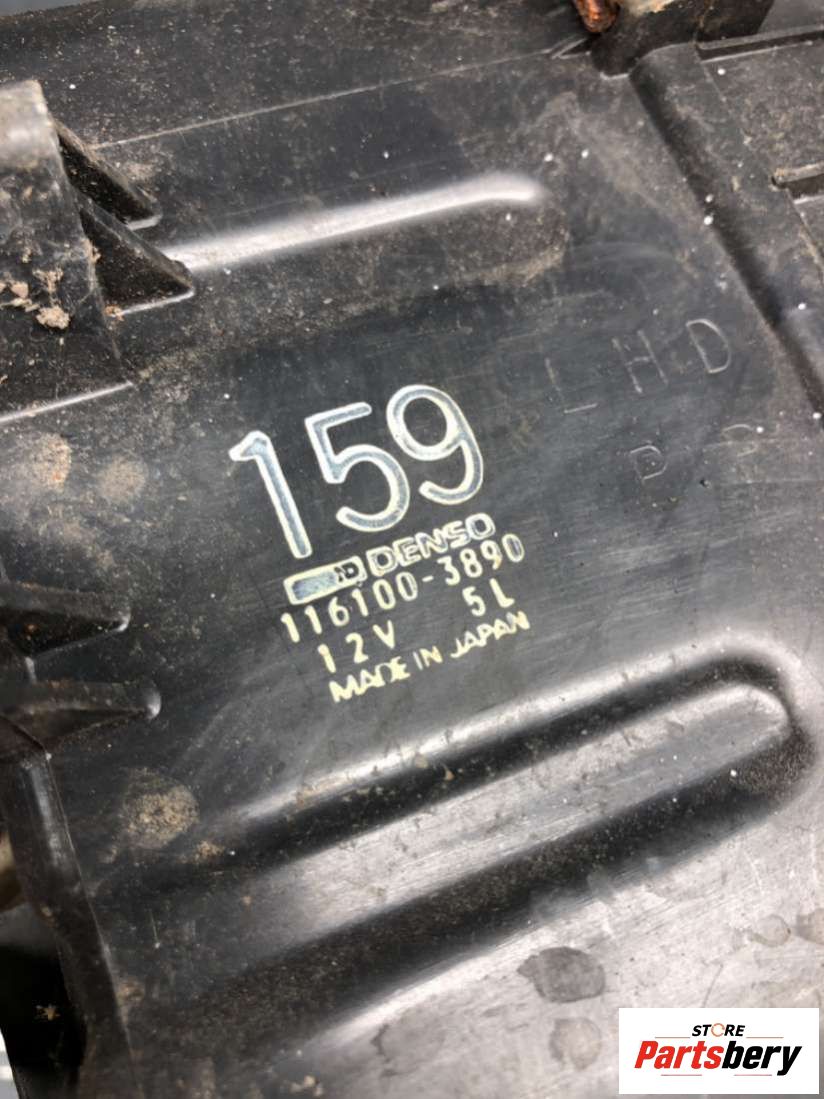 LHD
159
DENSO
116100-3890
12V 5L
MADE IN JAPAN
STORE
Partsbery